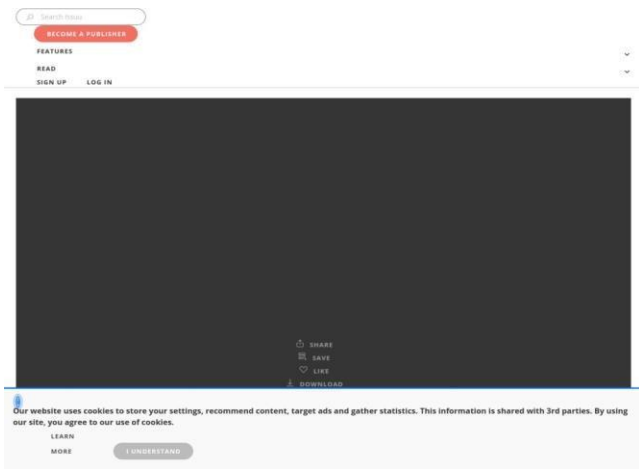 Search Issuu
BECOME A PUBLISHER
FEATURES
READ
SIGN UP LOG IN
SHARE
SAVE
LIKE
DOWNLOAD
Our website uses cookies to store your settings, recommend content, target ads and gather statistics. This information is shared with 3rd parties. By using
our site, you agree to our use of cookies.
LEARN
MORE
I UNDERSTAND